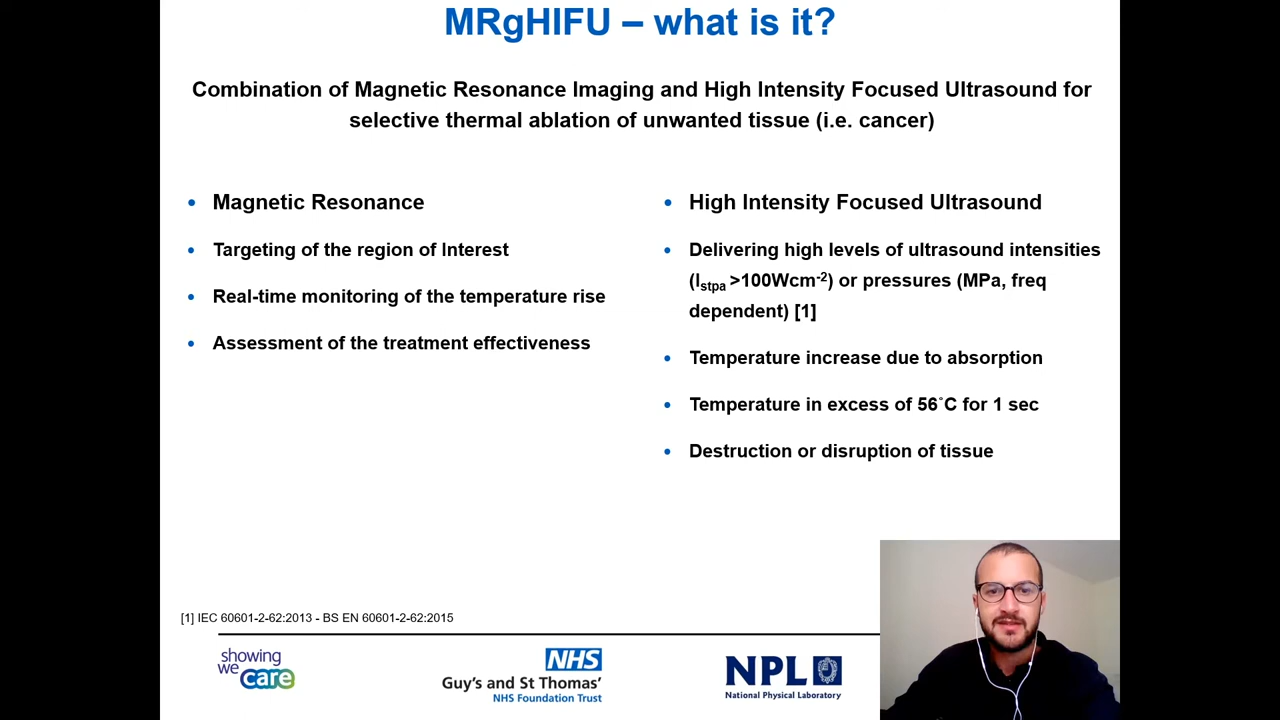 MRgHIFU – what is it?
Combination of Magnetic Resonance Imaging and High Intensity Focused Ultrasound for
selective thermal ablation of unwanted tissue (i.e. cancer)
• Magnetic Resonance
• Targeting of the region of Interest
• Real-time monitoring of the temperature rise
• Assessment of the treatment effectiveness
• High Intensity Focused Ultrasound
• Delivering high levels of ultrasound intensities
(Istpa >100Wcm-2) or pressures (MPa, freq
dependent) [1]
• Temperature increase due to absorption
• Temperature in excess of 56˚C for 1 sec
• Destruction or disruption of tissue
[1] IEC 60601-2-62:2013 - BS EN 60601-2-62:2015
showing
we
care
NHS
Guy's and St Thomas'
NHS Foundation Trust
NPL
National Physical Laboratory